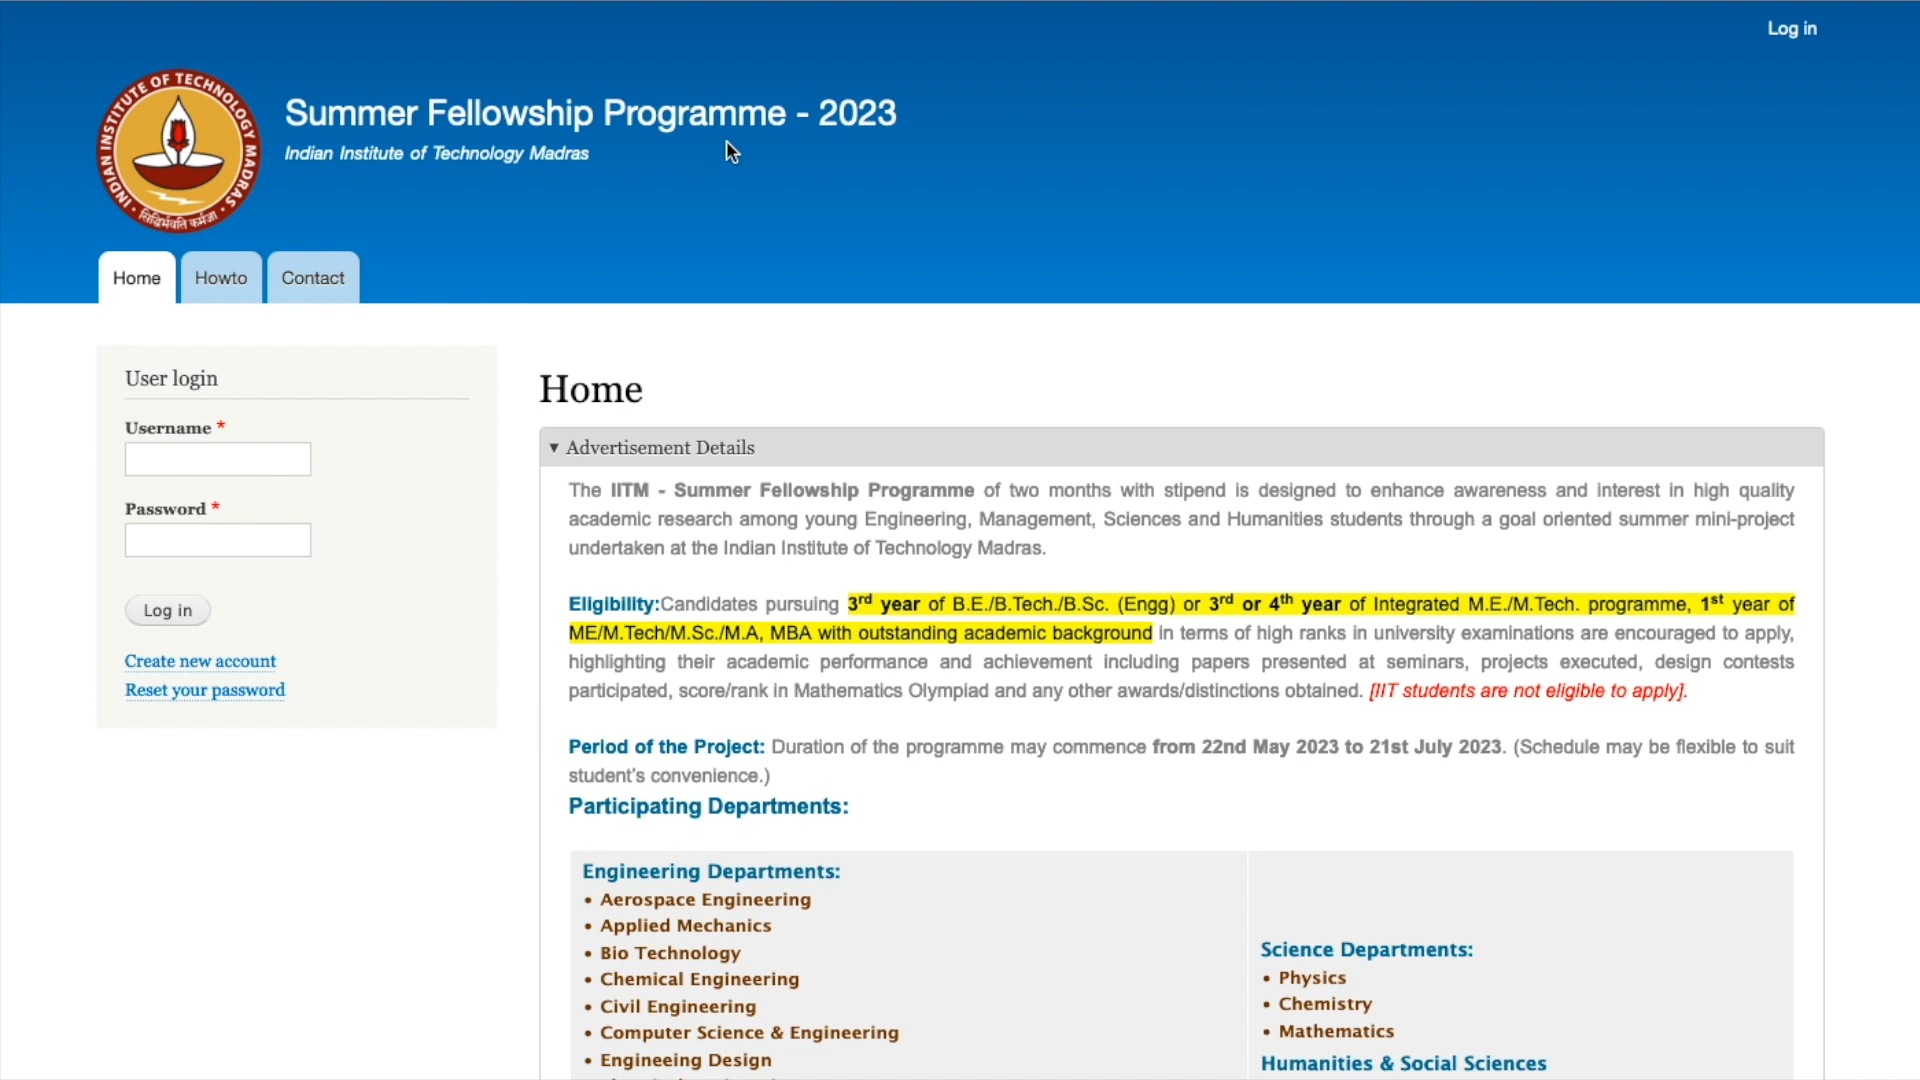 Log in
INDIAN INSTITUTE OF TECHNOLOGY MADRAS
सिद्धिर्भवति कर्मजा
Summer Fellowship Programme - 2023
Indian Institute of Technology Madras
Home
Howto
Contact
User login
Username *
Password *
Log in
Create new account
Reset your password
Home
▼ Advertisement Details
The IITM - Summer Fellowship Programme of two months with stipend is designed to enhance awareness and interest in high quality
academic research among young Engineering, Management, Sciences and Humanities students through a goal oriented summer mini-project
undertaken at the Indian Institute of Technology Madras.
Eligibility:Candidates pursuing 3rd year of B.E./B.Tech./B.Sc. (Engg) or 3rd or 4th year of Integrated M.E./M.Tech. programme, 1st year of
ME/M.Tech/M.Sc./M.A, MBA with outstanding academic background in terms of high ranks in university examinations are encouraged to apply,
highlighting their academic performance and achievement including papers presented at seminars, projects executed, design contests
participated, score/rank in Mathematics Olympiad and any other awards/distinctions obtained. [IIT students are not eligible to apply].
Period of the Project: Duration of the programme may commence from 22nd May 2023 to 21st July 2023. (Schedule may be flexible to suit
student's convenience.)
Participating Departments:
Engineering Departments:
• Aerospace Engineering
• Applied Mechanics
• Bio Technology
• Chemical Engineering
• Civil Engineering
• Computer Science & Engineering
• Engineeing Design
Science Departments:
• Physics
• Chemistry
• Mathematics
Humanities & Social Sciences